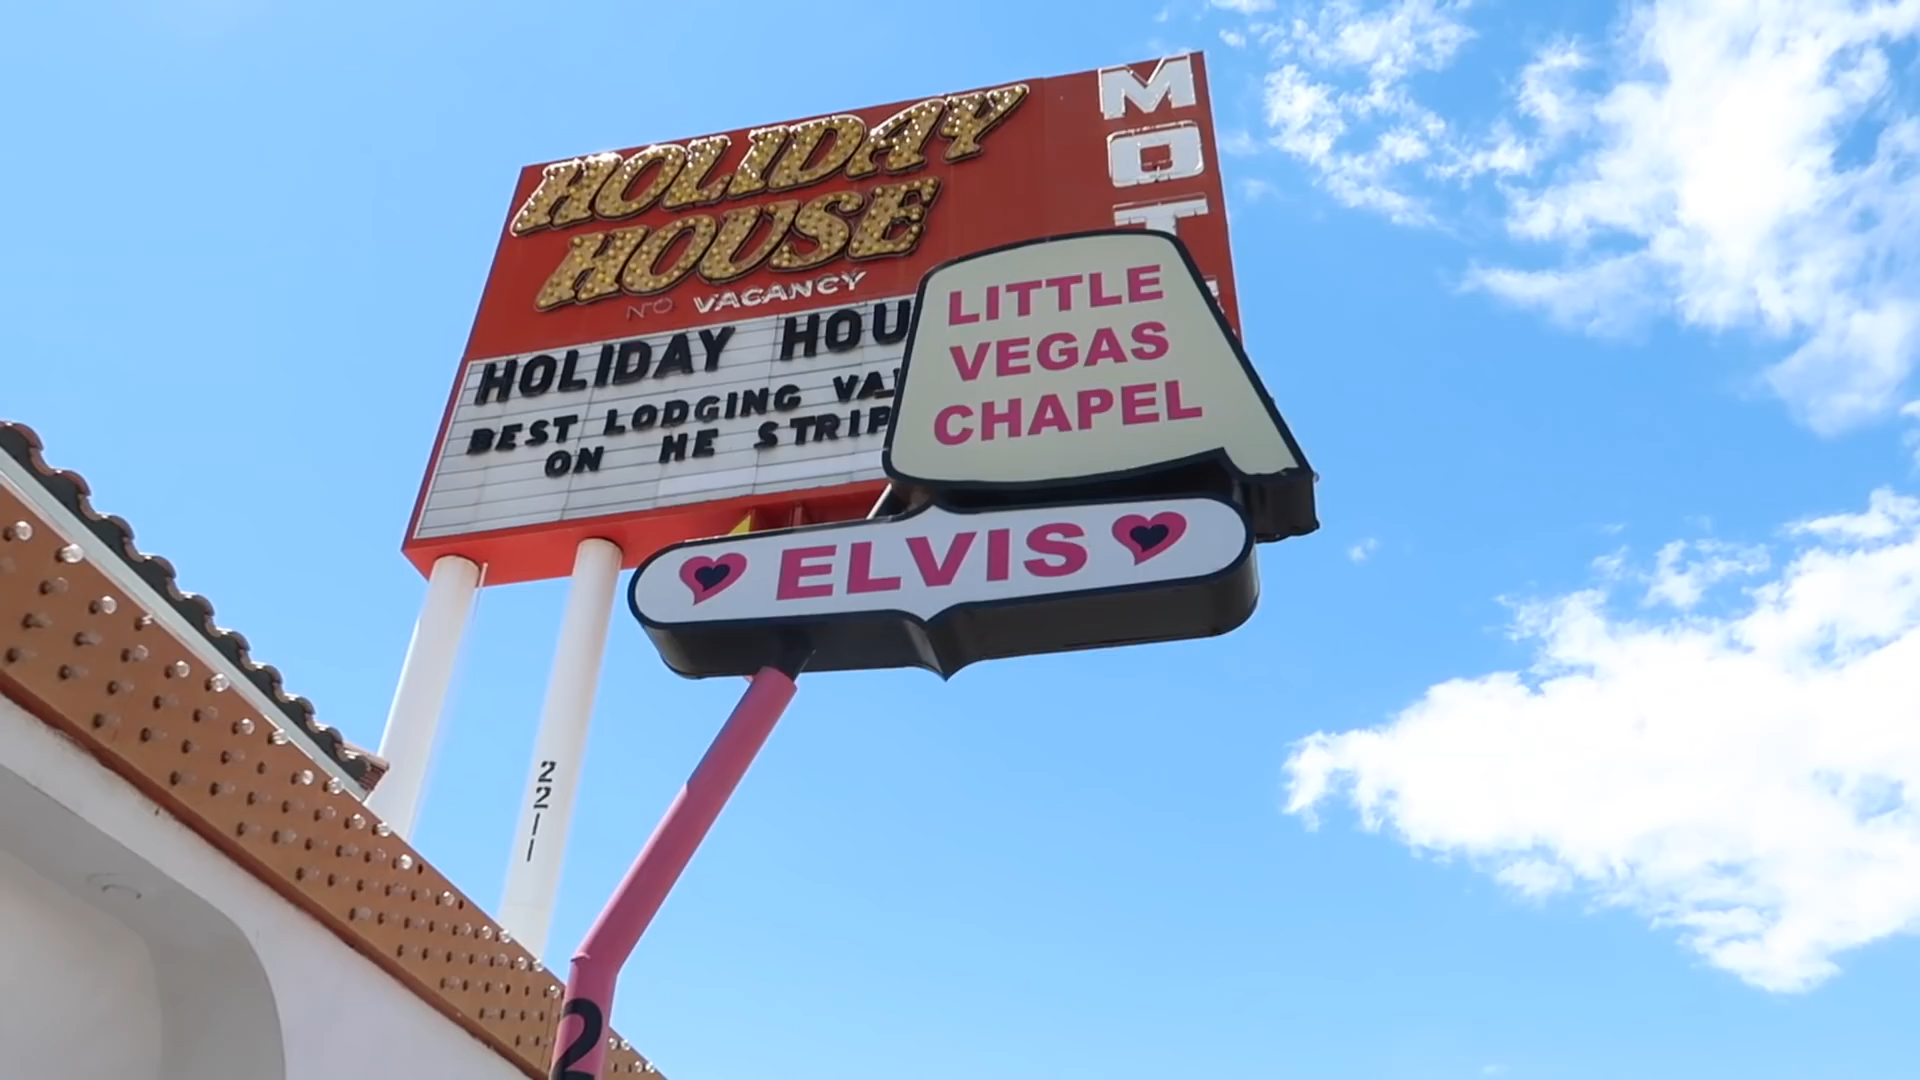 HOLIDAY
HOUSE
NO VACANCY
MOT
HOLIDAY HOU
BEST LODGING VA
ON HE STRIP
LITTLE
VEGAS
CHAPEL
ELVIS
2211
2